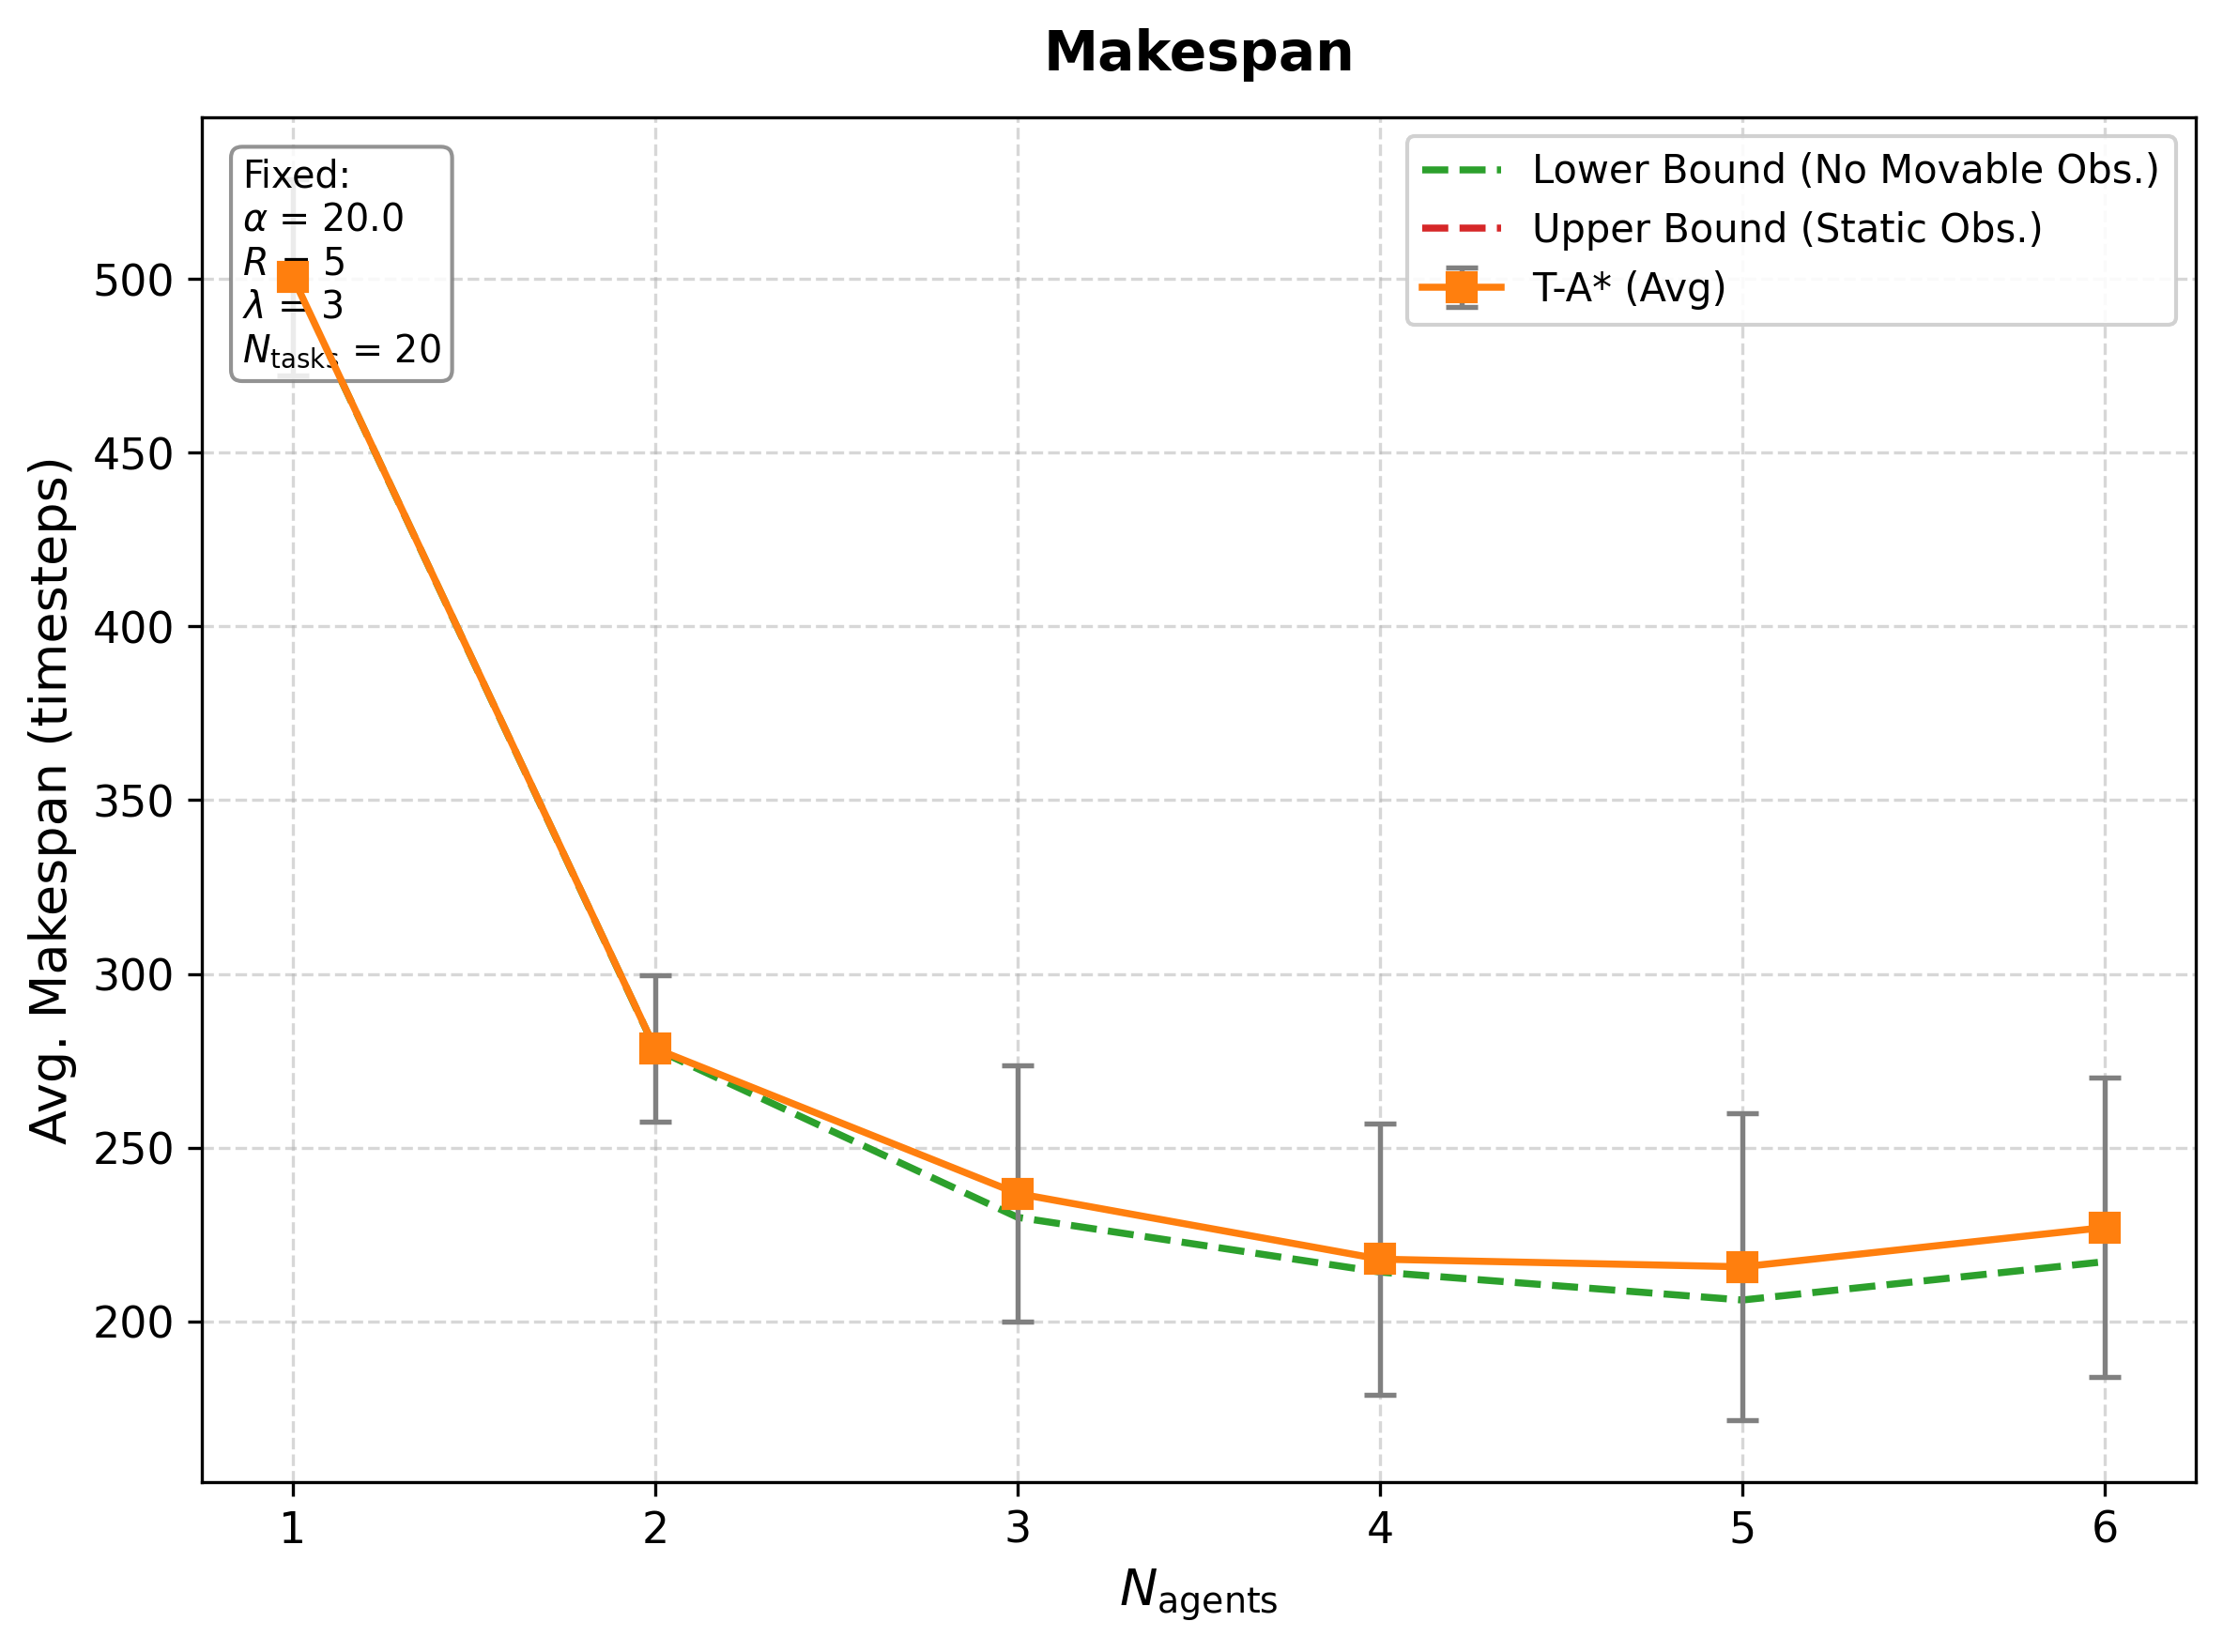 Makespan
Fixed:
α = 20.0
R = 5
λ = 3
N_tasks = 20
Lower Bound (No Movable Obs.)
Upper Bound (Static Obs.)
T-A* (Avg)
Avg. Makespan (timesteps)
500
450
400
350
300
250
200
1 2 3 4 5 6
N_agents